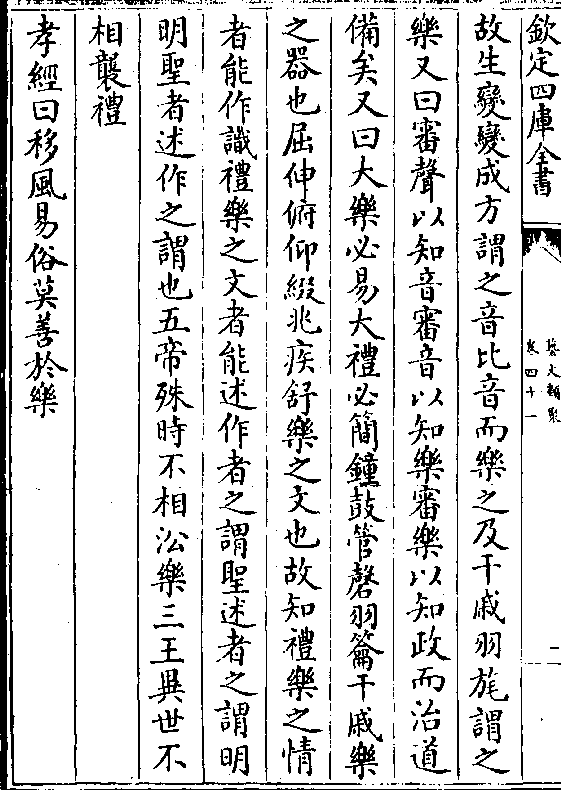 欽定四庫全書
藝文類聚
卷四十一
二
故生變變成方謂之音比音而樂之及干戚羽旄謂之
樂又曰審聲以知音審音以知樂審樂以知政而治道
備矣又曰大樂必易大禮必簡鐘鼓管磬羽籥干戚樂
之器也屈伸俯仰綴兆疾舒樂之文也故知禮樂之情
者能作識禮樂之文者能述作者之謂聖述者之謂明
明聖者述作之謂也五帝殊時不相沿樂三王異世不
相襲禮
孝經曰移風易俗莫善於樂